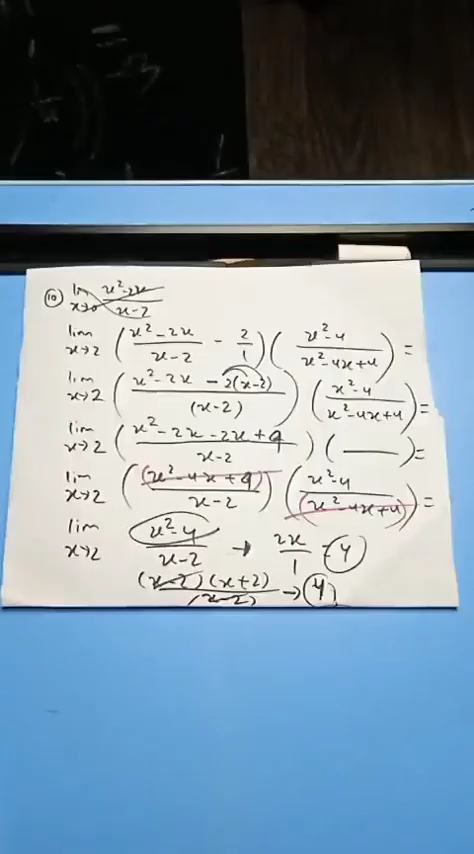 (10) lim x→0 x²-2x / x-2
lim x→2 ( x²-2x / x-2 - 2/1 ) ( x²-4 / x²-4x+4 ) =
lim x→2 ( x²-2x -2(x-2) / (x-2) ) ( x²-4 / x²-4x+4 ) =
lim x→2 ( x²-2x-2x+4 / x-2 ) ( — ) =
lim x→2 ( (x²-4x+4) / x-2 ) ( x²-4 / (x²-4x+4) ) =
lim x→2 x²-4 / x-2 → 2x / 1 = 4
(x-2)(x+2) / (x-2) → 4